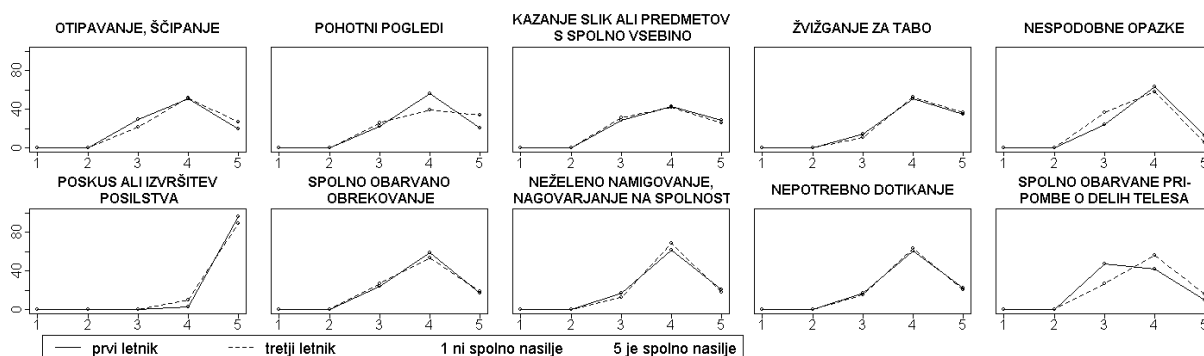 OTIPAVANJE, ŠČIPANJE
POHOTNI POGLEDI
KAZANJE SLIK ALI PREDMETOV
S SPOLNO VSEBINO
ŽVIŽGANJE ZA TABO
NESPODOBNE OPAZKE
80
40
0
1 2 3 4 5
1 2 3 4 5
1 2 3 4 5
1 2 3 4 5
1 2 3 4 5
POSKUS ALI IZVRŠITEV
POSILSTVA
SPOLNO OBARVANO
OBREKOVANJE
NEŽELENO NAMIGOVANJE,
NAGOVARJANJE NA SPOLNOST
NEPOTREBNO DOTIKANJE
SPOLNO OBARVANE PRI-
POMBE O DELIH TELESA
80
40
0
1 2 3 4 5
1 2 3 4 5
1 2 3 4 5
1 2 3 4 5
1 2 3 4 5
prvi letnik tretji letnik 1 ni spolno nasilje 5 je spolno nasilje